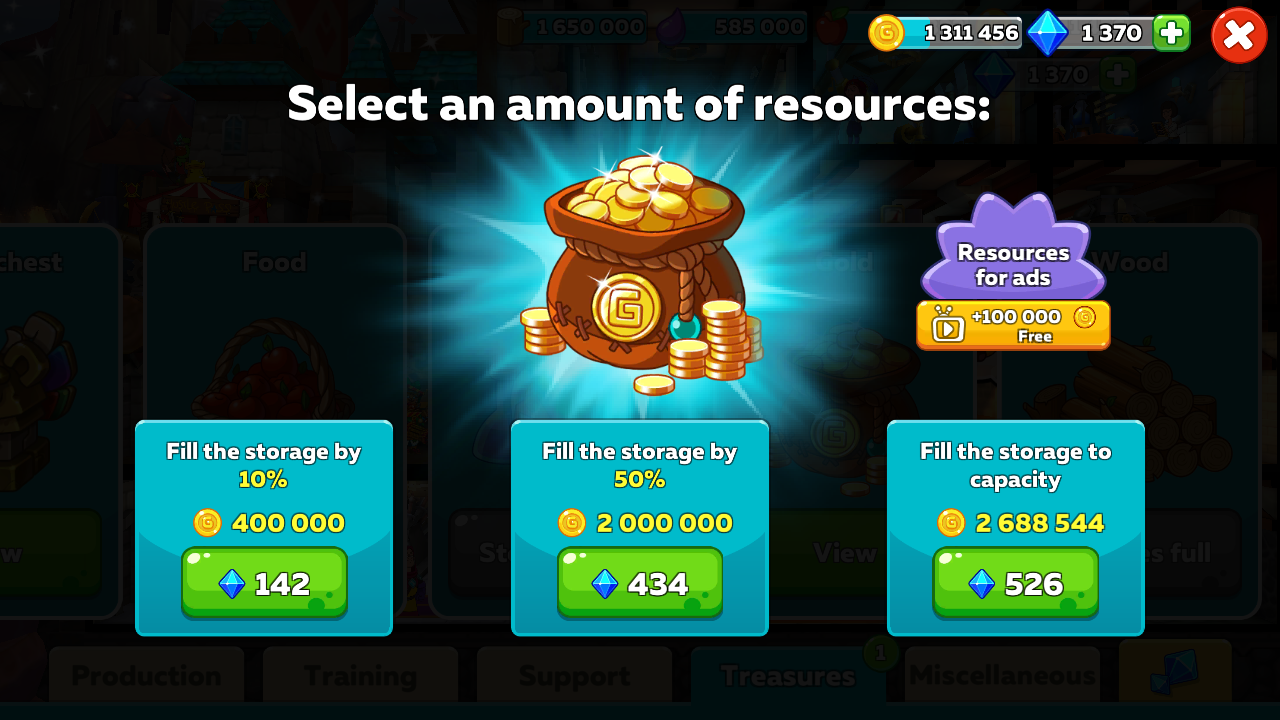 1 650 000
585 000
1 311 456
1 370
1 370
Select an amount of resources:
chest
Food
Gold
Wood
Resources
for ads
+100 000
Free
Fill the storage by
10%
400 000
142
Fill the storage by
50%
2 000 000
434
Fill the storage to
capacity
2 688 544
526
View
full
Production
Training
Support
Treasures
1
Miscellaneous